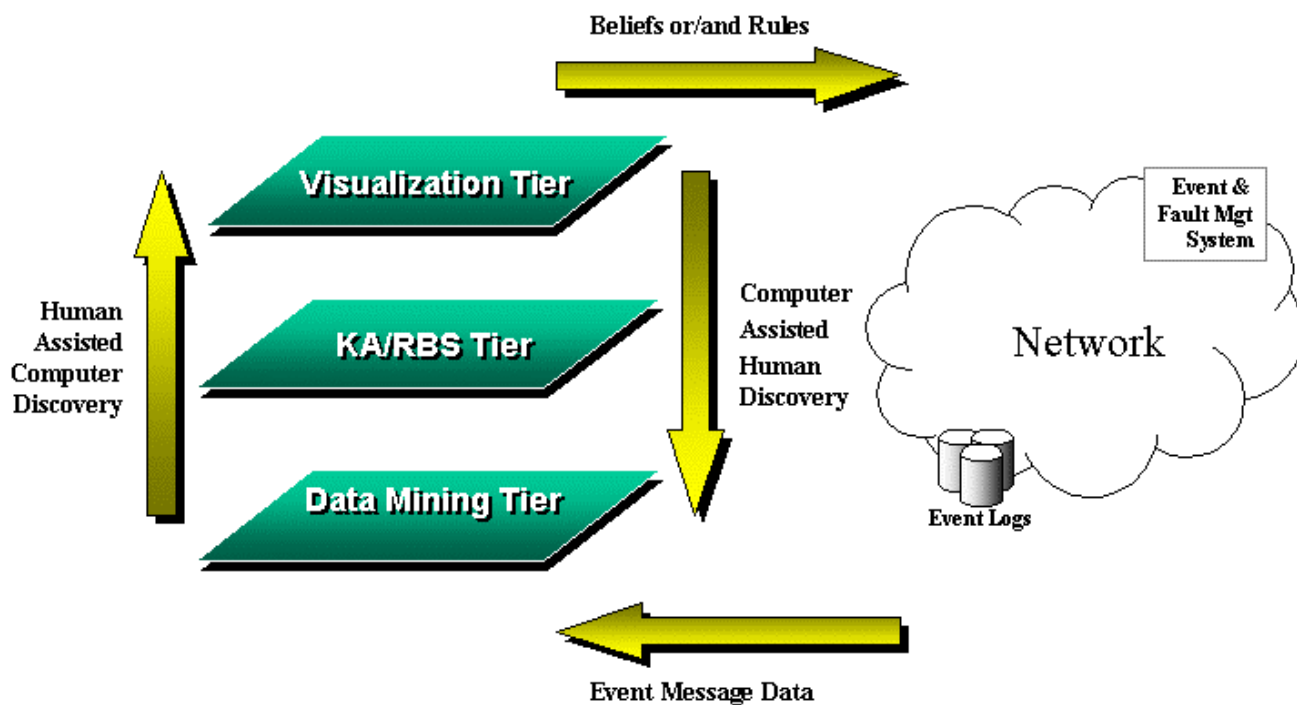 Beliefs or/and Rules
Visualization Tier
Event &
Fault Mgt
System
Human
Assisted
Computer
Discovery
KA/RBS Tier
Computer
Assisted
Human
Discovery
Network
Data Mining Tier
Event Logs
Event Message Data